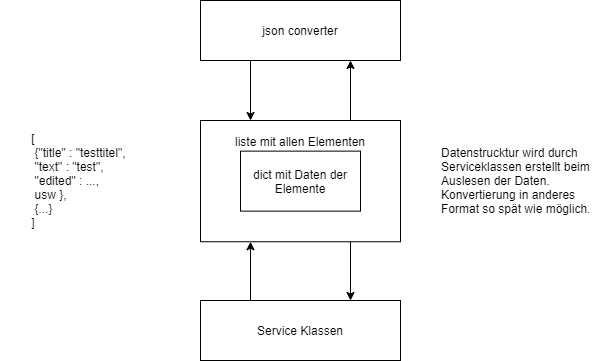 json converter
liste mit allen Elementen
dict mit Daten der
Elemente
[
{"title" : "testtitel",
"text" : "test",
"edited" : ...,
usw },
{...}
]
Datenstrucktur wird durch
Serviceklassen erstellt beim
Auslesen der Daten.
Konvertierung in anderes
Format so spät wie möglich.
Service Klassen